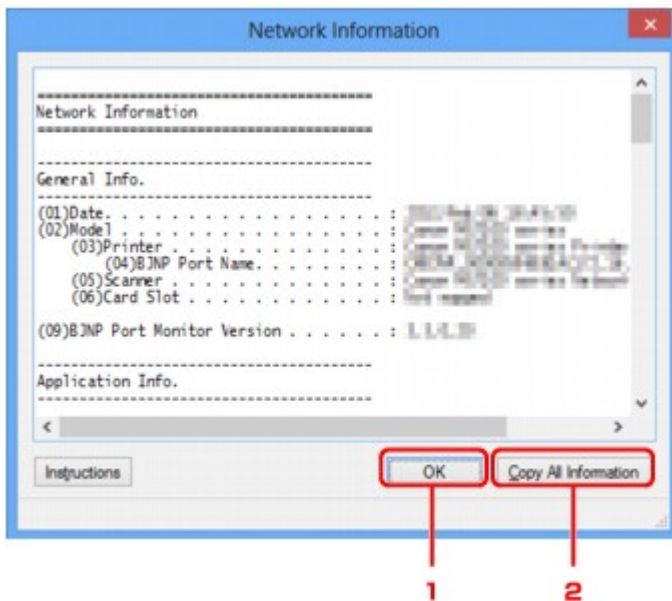 Network Information
========================================
Network Information
========================================
----------------------------------------
General Info.
----------------------------------------
(01)Date. . . . . . . . . . . . . . . . . :
(02)Model . . . . . . . . . . . . . . . . :
(03)Printer . . . . . . . . . . . . . :
(04)BJNP Port Name. . . . . . . . :
(05)Scanner . . . . . . . . . . . . . :
(06)Card Slot . . . . . . . . . . . . :
(09)BJNP Port Monitor Version . . . . . . :
----------------------------------------
Application Info.
----------------------------------------
Instructions
OK
Copy All Information
1
2